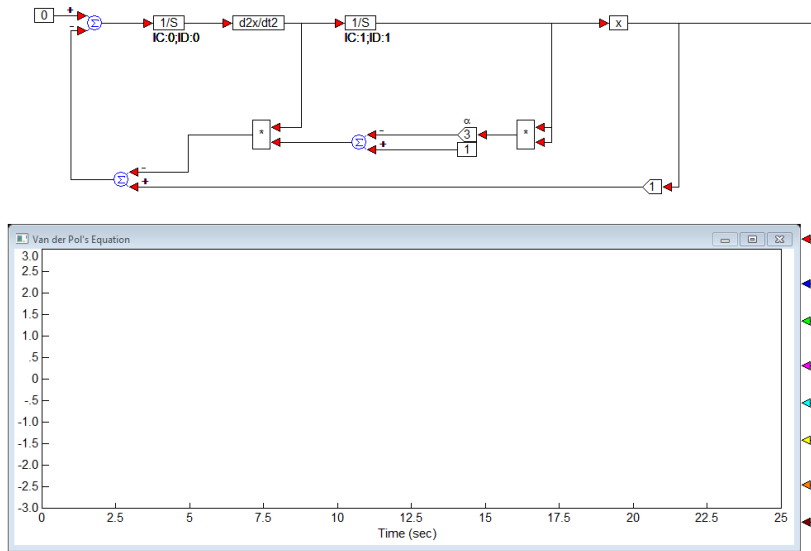 0 + - Σ 1/S d2x/dt2 1/S x
IC:0;ID:0 IC:1;ID:1
α
* Σ - 3 *
+ 1
Σ - + 1
Van der Pol's Equation
3.0
2.5
2.0
1.5
1.0
.5
0
-.5
-1.0
-1.5
-2.0
-2.5
-3.0
0 2.5 5 7.5 10 12.5 15 17.5 20 22.5 25
Time (sec)